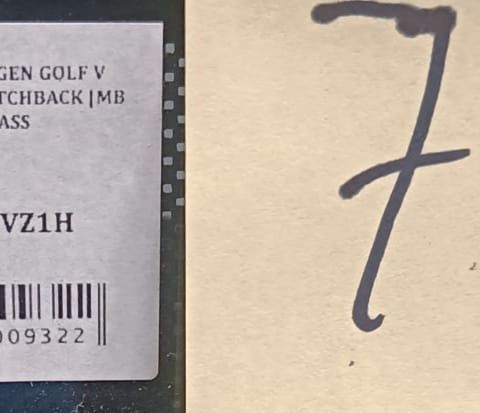 GEN GOLF V
TCHBACK | MB
ASS
VZ1H
009322
7